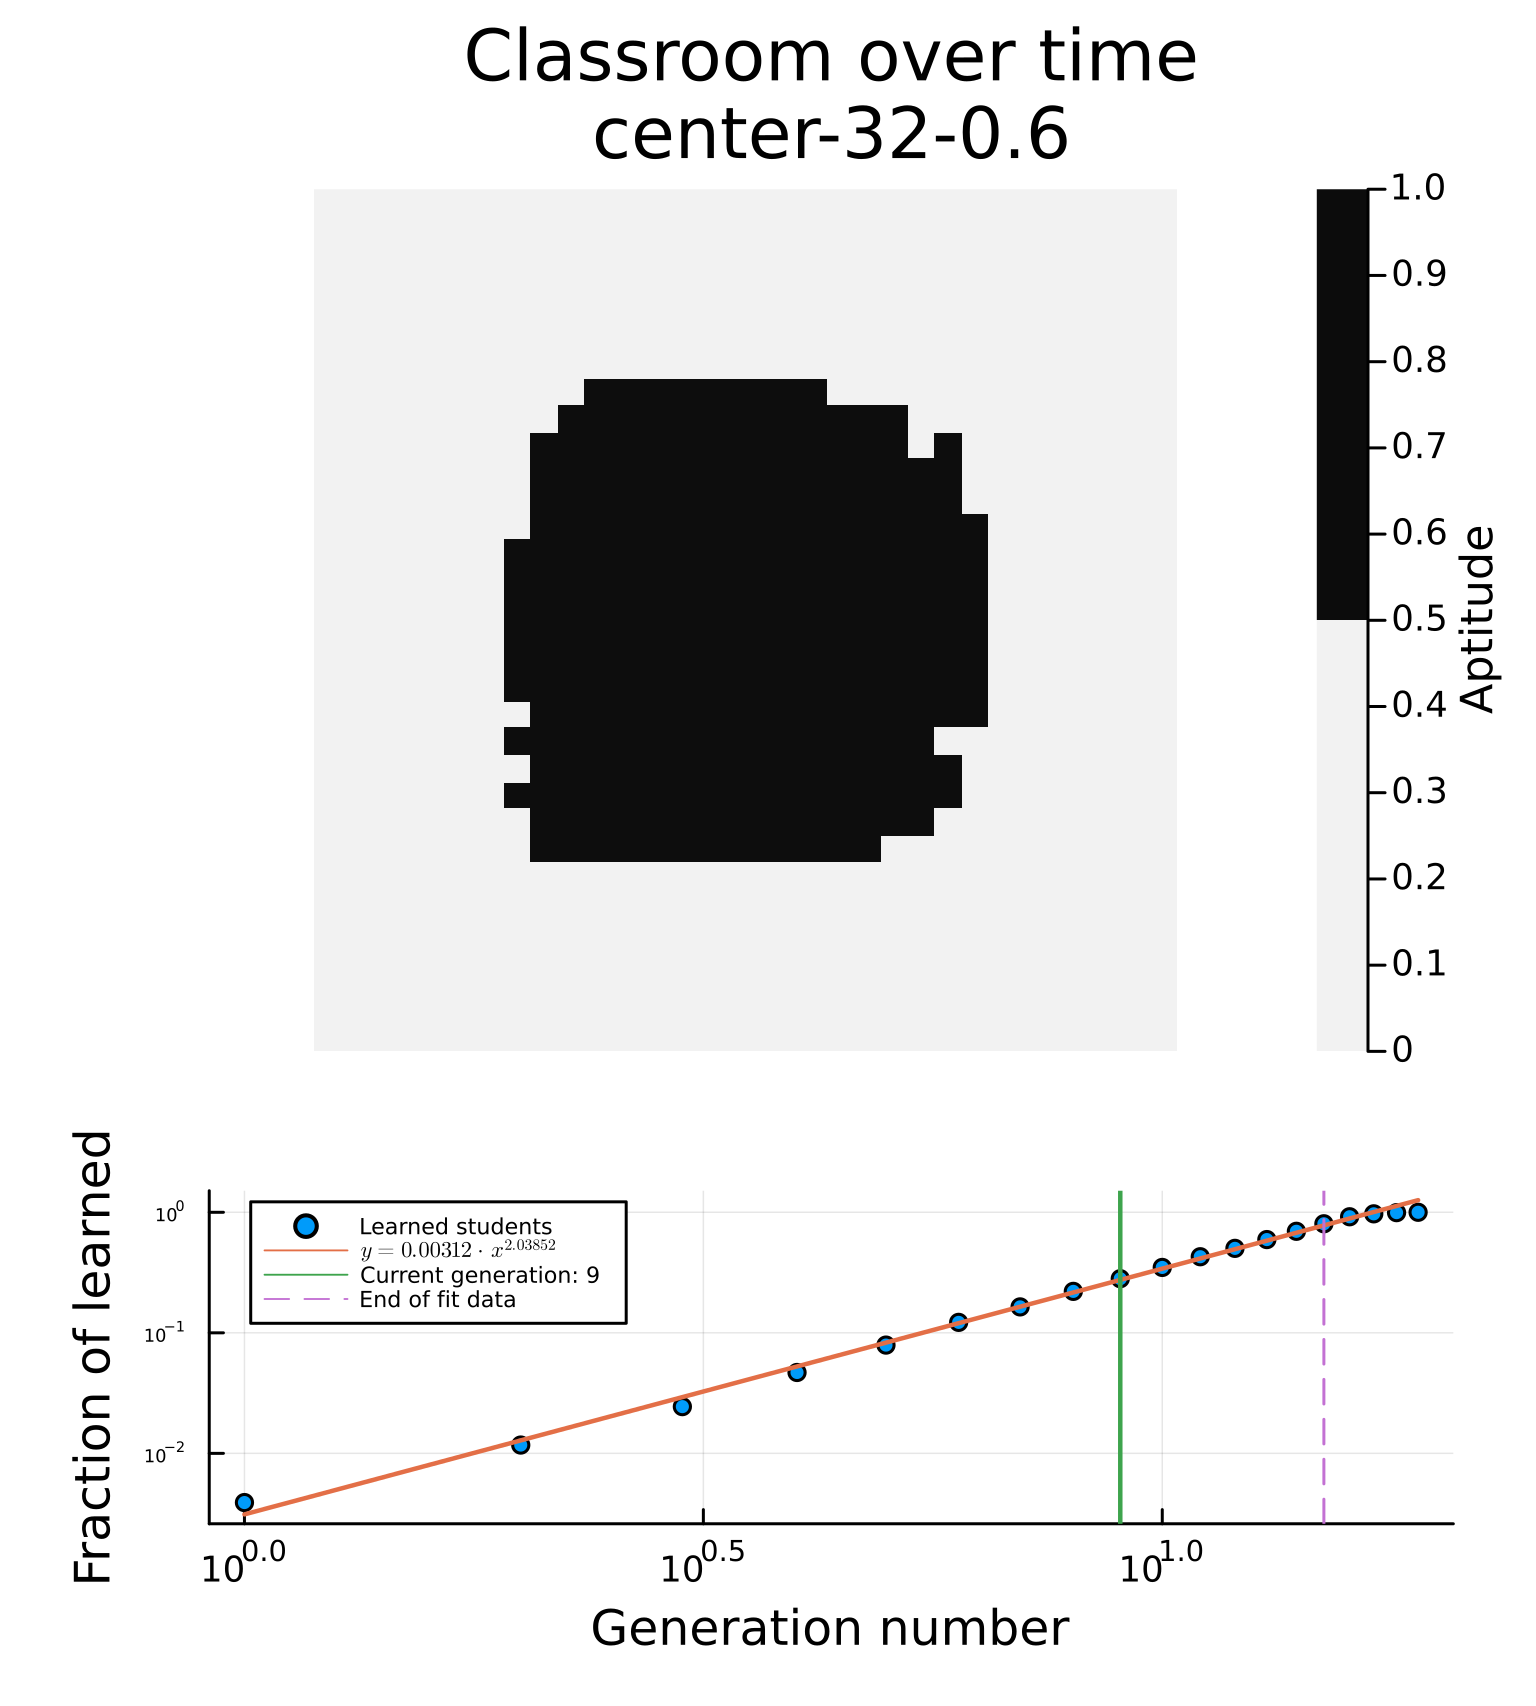 Classroom over time
center-32-0.6
1.0
0.9
0.8
0.7
0.6
0.5
0.4
0.3
0.2
0.1
0
Aptitude
Fraction of learned
10⁰
10⁻¹
10⁻²
Learned students
y = 0.00312 · x^2.03852
Current generation: 9
End of fit data
10^0.0
10^0.5
10^1.0
Generation number